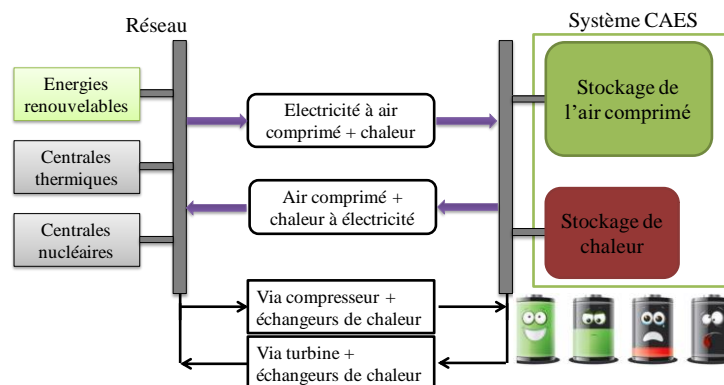 Réseau
Système CAES
Energies
renouvelables
Centrales
thermiques
Centrales
nucléaires
Electricité à air
comprimé + chaleur
Air comprimé +
chaleur à électricité
Via compresseur +
échangeurs de chaleur
Via turbine +
échangeurs de chaleur
Stockage de
l'air comprimé
Stockage de
chaleur